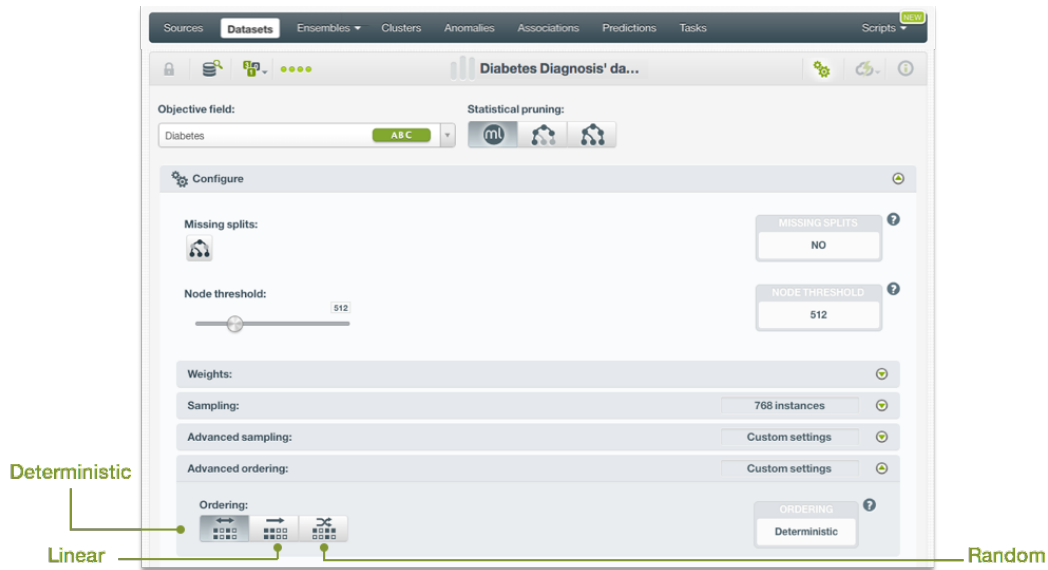 Sources Datasets Ensembles Clusters Anomalies Associations Predictions Tasks Scripts NEW
Diabetes Diagnosis' da...
Objective field: Statistical pruning:
Diabetes ABC ml
Configure
Missing splits: MISSING SPLITS
NO
Node threshold: NODE THRESHOLD
512 512
Weights:
Sampling: 768 instances
Advanced sampling: Custom settings
Advanced ordering: Custom settings
Deterministic
Ordering: ORDERING
Deterministic
Linear
Random